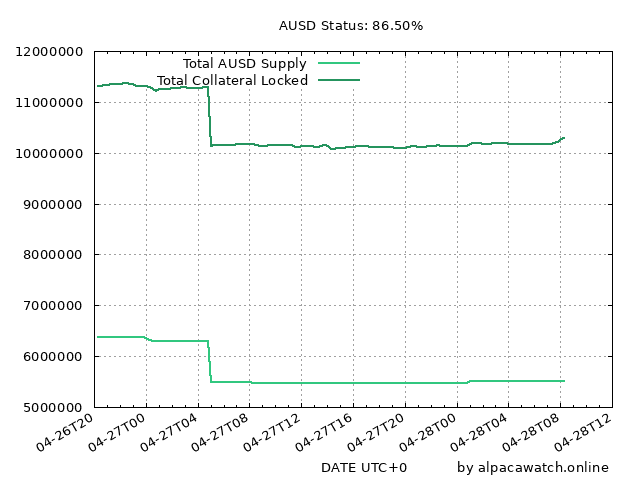 AUSD Status: 86.50%
12000000
11000000
10000000
9000000
8000000
7000000
6000000
5000000
Total AUSD Supply
Total Collateral Locked
04-26T20
04-27T00
04-27T04
04-27T08
04-27T12
04-27T16
04-27T20
04-28T00
04-28T04
04-28T08
04-28T12
DATE UTC+0
by alpacawatch.online